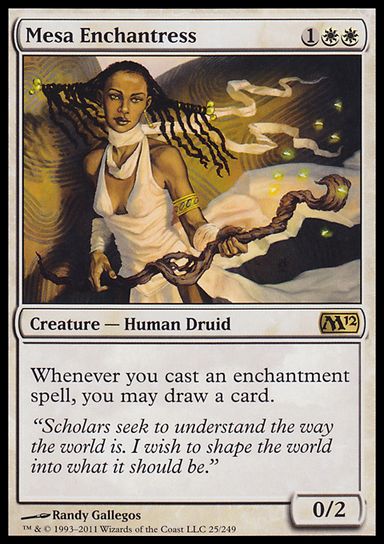 Mesa Enchantress 1
Creature — Human Druid M12
Whenever you cast an enchantment
spell, you may draw a card.
“Scholars seek to understand the way
the world is. I wish to shape the world
into what it should be.”
Randy Gallegos
™ & © 1993–2011 Wizards of the Coast LLC 25/249
0/2